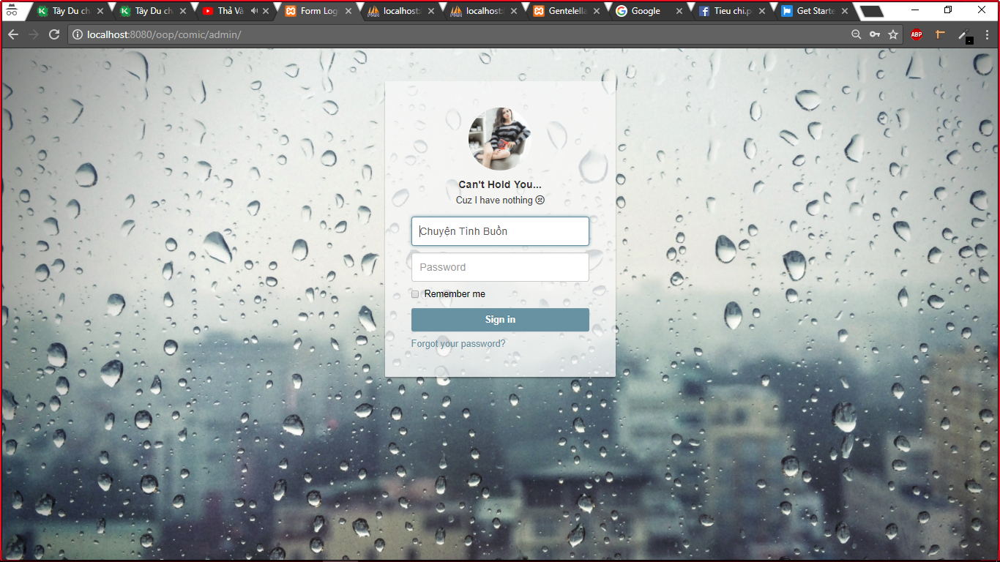 Tây Du ch
Tây Du ch
Thả Và
Form Log
localhost:
localhost:
Gentelella
Google
Tieu chi.p
Get Starte
localhost:8080/oop/comic/admin/
ABP
Can't Hold You...
Cuz I have nothing
Chuyện Tình Buồn
Password
Remember me
Sign in
Forgot your password?